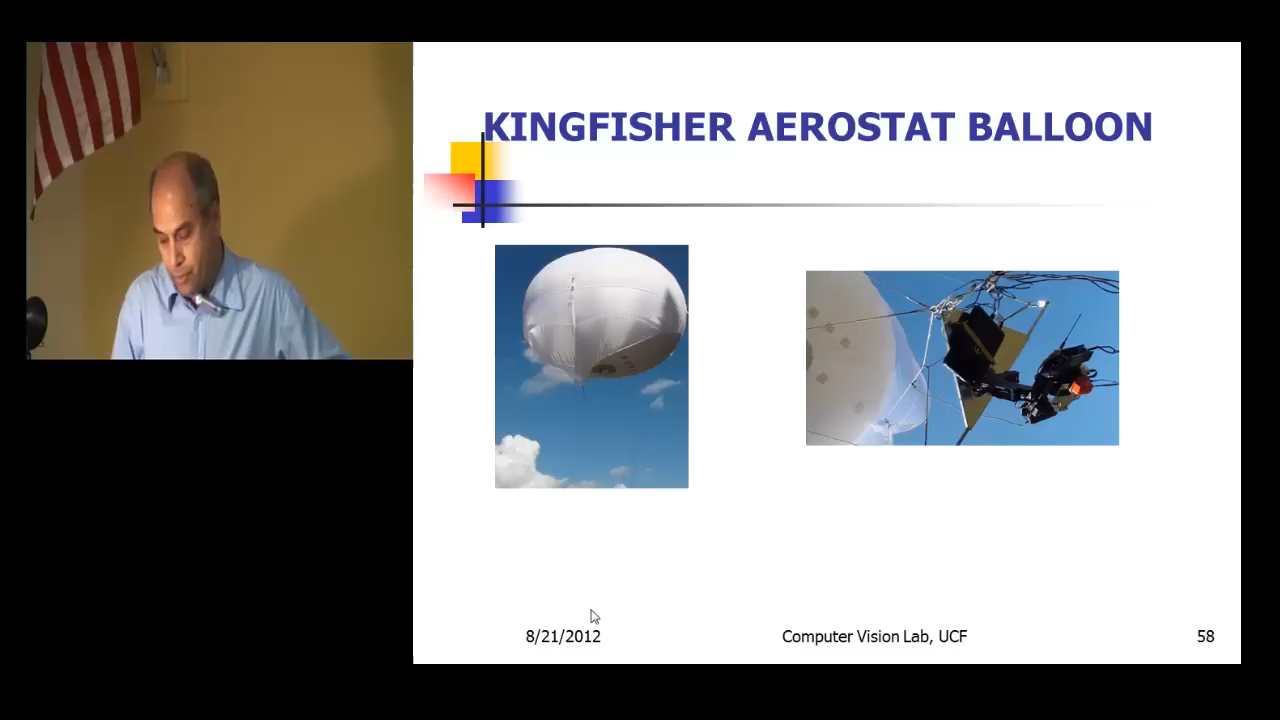 KINGFISHER AEROSTAT BALLOON
8/21/2012
Computer Vision Lab, UCF
58